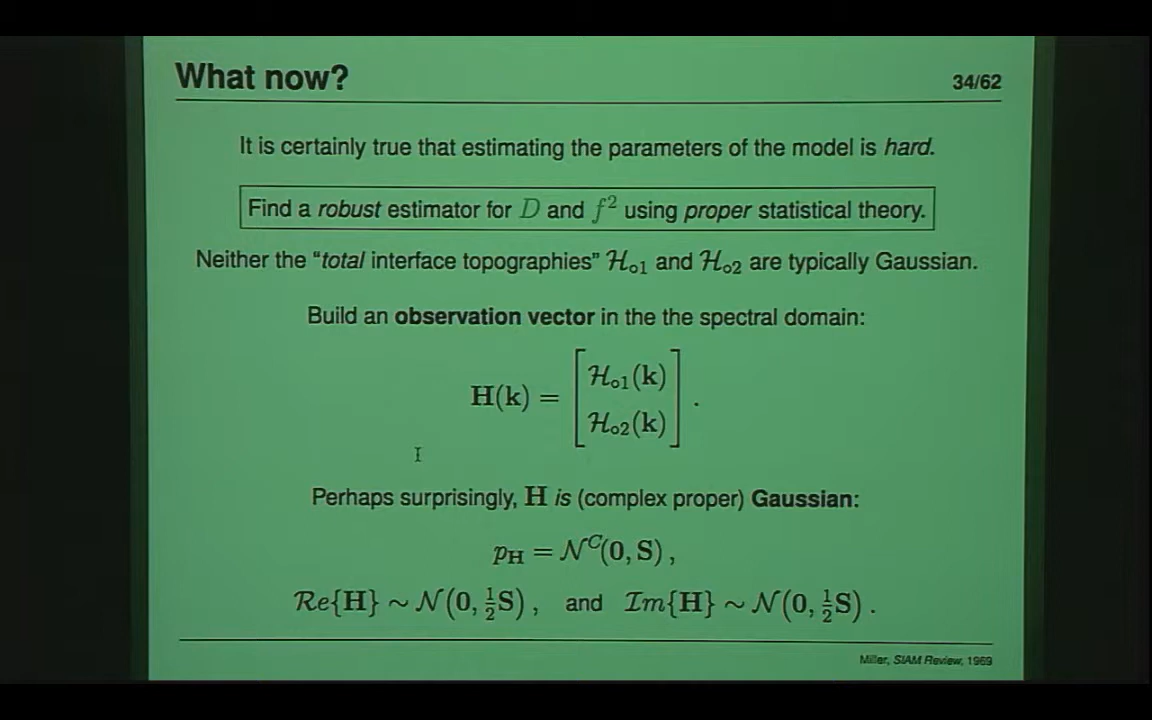 What now?
34/62
It is certainly true that estimating the parameters of the model is hard.
Find a robust estimator for D and f² using proper statistical theory.
Neither the “total interface topographies” ℋ₀₁ and ℋ₀₂ are typically Gaussian.
Build an observation vector in the the spectral domain:
H(k) = [ℋ₀₁(k)
ℋ₀₂(k)] .
Perhaps surprisingly, H is (complex proper) Gaussian:
p_H = 𝒩^C(0, S) ,
ℛe{H} ∼ 𝒩(0, ½S) , and ℐm{H} ∼ 𝒩(0, ½S) .
Miller, SIAM Review, 1969